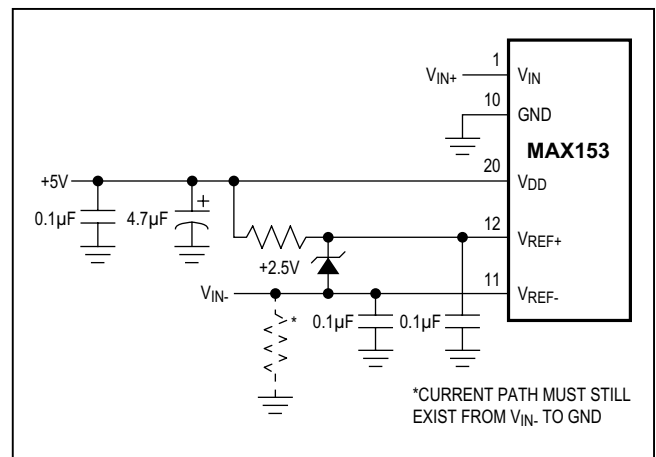 1
VIN+
VIN
10
GND
MAX153
+5V
20
VDD
0.1µF
4.7µF
+
12
VREF+
+2.5V
11
VIN-
VREF-
*
0.1µF
0.1µF
*CURRENT PATH MUST STILL
EXIST FROM VIN- TO GND